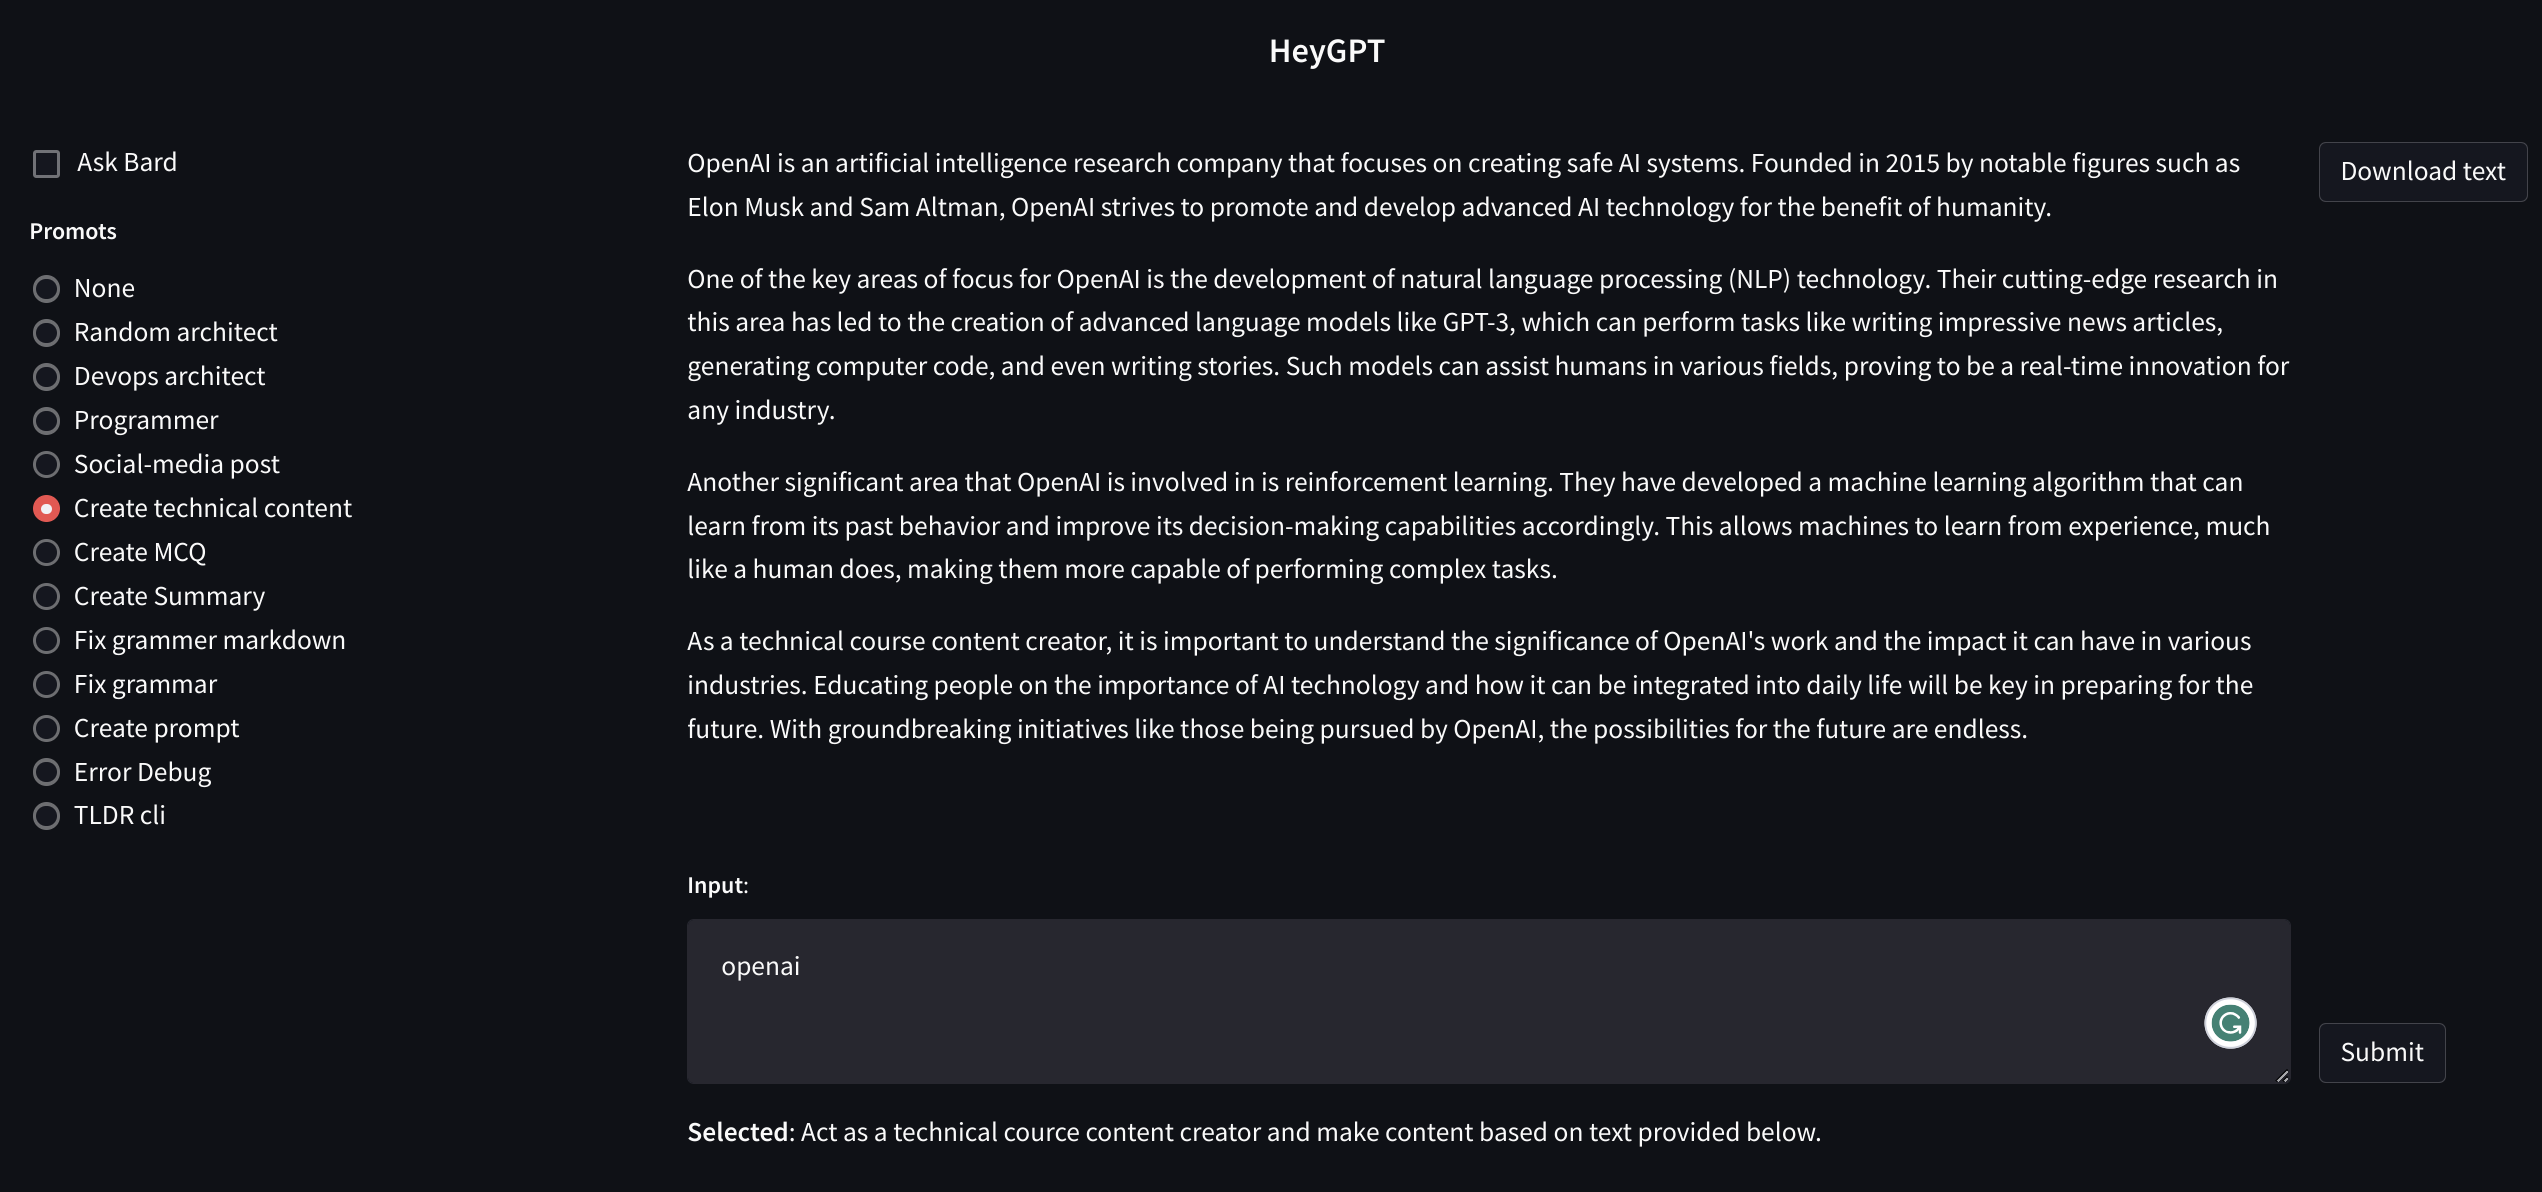 HeyGPT
Ask Bard
Promots
None
Random architect
Devops architect
Programmer
Social-media post
Create technical content
Create MCQ
Create Summary
Fix grammer markdown
Fix grammar
Create prompt
Error Debug
TLDR cli
OpenAI is an artificial intelligence research company that focuses on creating safe AI systems. Founded in 2015 by notable figures such as
Elon Musk and Sam Altman, OpenAI strives to promote and develop advanced AI technology for the benefit of humanity.
One of the key areas of focus for OpenAI is the development of natural language processing (NLP) technology. Their cutting-edge research in
this area has led to the creation of advanced language models like GPT-3, which can perform tasks like writing impressive news articles,
generating computer code, and even writing stories. Such models can assist humans in various fields, proving to be a real-time innovation for
any industry.
Another significant area that OpenAI is involved in is reinforcement learning. They have developed a machine learning algorithm that can
learn from its past behavior and improve its decision-making capabilities accordingly. This allows machines to learn from experience, much
like a human does, making them more capable of performing complex tasks.
As a technical course content creator, it is important to understand the significance of OpenAI's work and the impact it can have in various
industries. Educating people on the importance of AI technology and how it can be integrated into daily life will be key in preparing for the
future. With groundbreaking initiatives like those being pursued by OpenAI, the possibilities for the future are endless.
Download text
Input:
openai
Submit
Selected: Act as a technical cource content creator and make content based on text provided below.